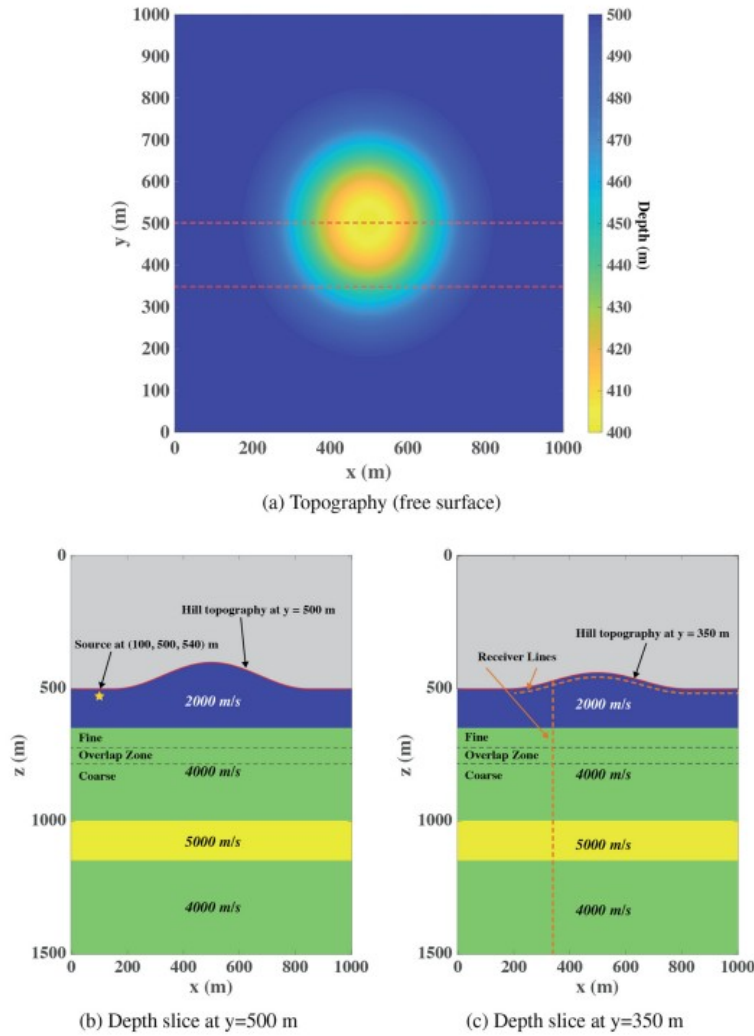 1000
900
800
700
600
500
400
300
200
100
0
y (m)
0
200
400
600
800
1000
x (m)
500
490
480
470
460
450
440
430
420
410
400
Depth (m)
(a) Topography (free surface)
0
500
1000
1500
z (m)
Hill topography at y = 500 m
Source at (100, 500, 540) m
2000 m/s
Fine
Overlap Zone
Coarse
4000 m/s
5000 m/s
4000 m/s
0
200
400
600
800
1000
x (m)
(b) Depth slice at y=500 m
0
500
1000
1500
z (m)
Hill topography at y = 350 m
Receiver Lines
2000 m/s
Fine
Overlap Zone
Coarse
4000 m/s
5000 m/s
4000 m/s
0
200
400
600
800
1000
x (m)
(c) Depth slice at y=350 m